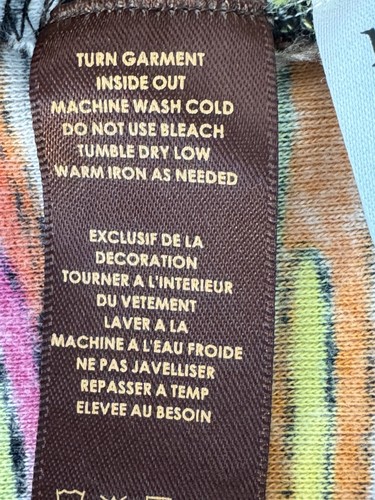 TURN GARMENT
INSIDE OUT
MACHINE WASH COLD
DO NOT USE BLEACH
TUMBLE DRY LOW
WARM IRON AS NEEDED
EXCLUSIF DE LA
DECORATION
TOURNER A L'INTERIEUR
DU VETEMENT
LAVER A LA
MACHINE A L'EAU FROIDE
NE PAS JAVELLISER
REPASSER A TEMP
ELEVEE AU BESOIN